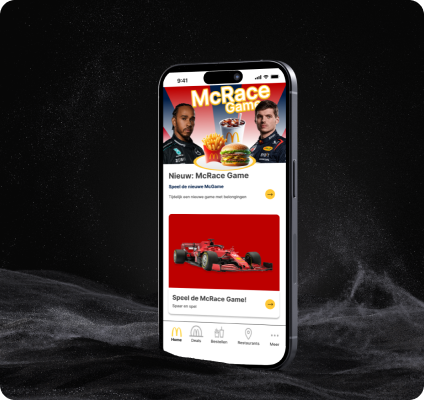 9:41
McRace
Game
Nieuw: McRace Game
Speel de nieuwe McGame
Tijdelijk een nieuwe game met beloningen
Speel de McRace Game!
Speel en spar
Home
Deals
Bestellen
Restaurants
Meer